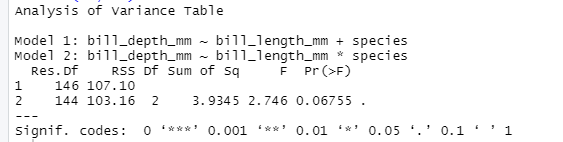 Analysis of Variance Table
Model 1: bill_depth_mm ~ bill_length_mm + species
Model 2: bill_depth_mm ~ bill_length_mm * species
  Res.Df    RSS Df Sum of Sq     F  Pr(>F)
1    146 107.10
2    144 103.16  2    3.9345 2.746 0.06755 .
---
Signif. codes:  0 ‘***’ 0.001 ‘**’ 0.01 ‘*’ 0.05 ‘.’ 0.1 ‘ ’ 1